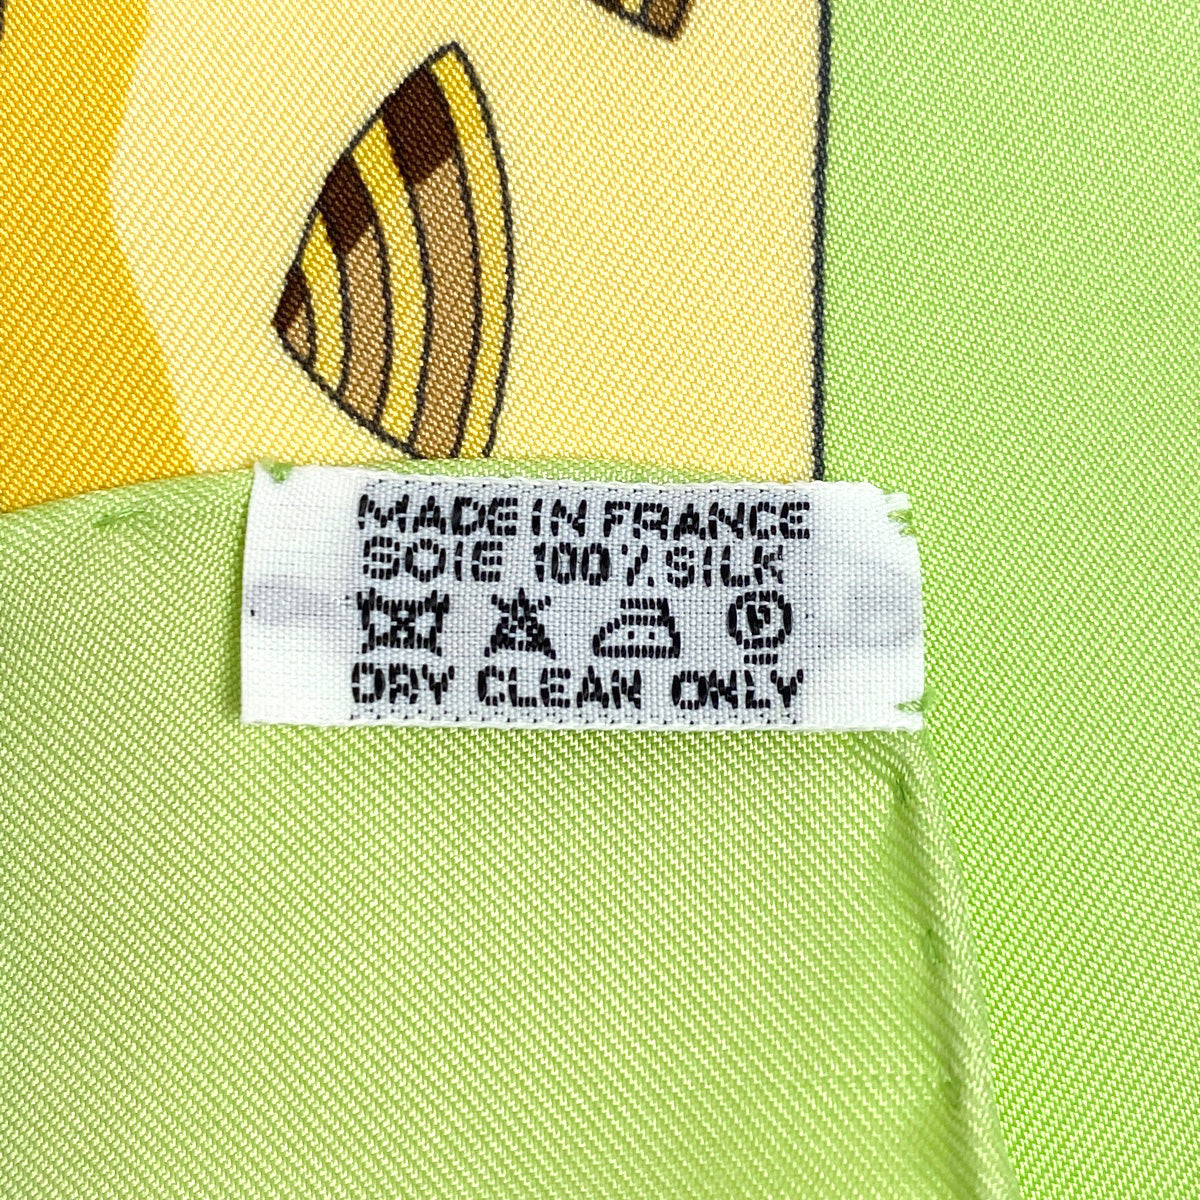 MADE IN FRANCE
SOIE 100% SILK
P
DRY CLEAN ONLY